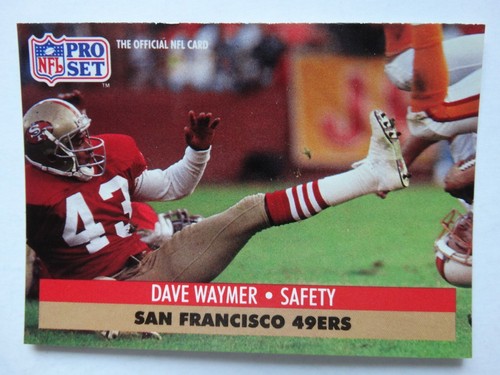 NFL
PRO
SET
TM
THE OFFICIAL NFL CARD
43
DAVE WAYMER • SAFETY
SAN FRANCISCO 49ERS